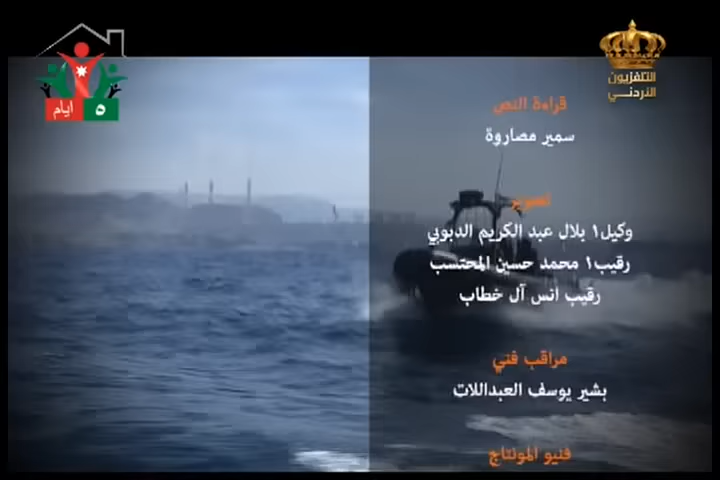 التلفزيون
الاردني
٥ أيام
قراءة النص
سمير مصاروة
تصوير
وكيل١ بلال عبد الكريم الدبوبي
رقيب١ محمد حسين المحتسب
رقيب انس آل خطاب
مراقب فني
بشير يوسف العبداللات
فنيو المونتاج